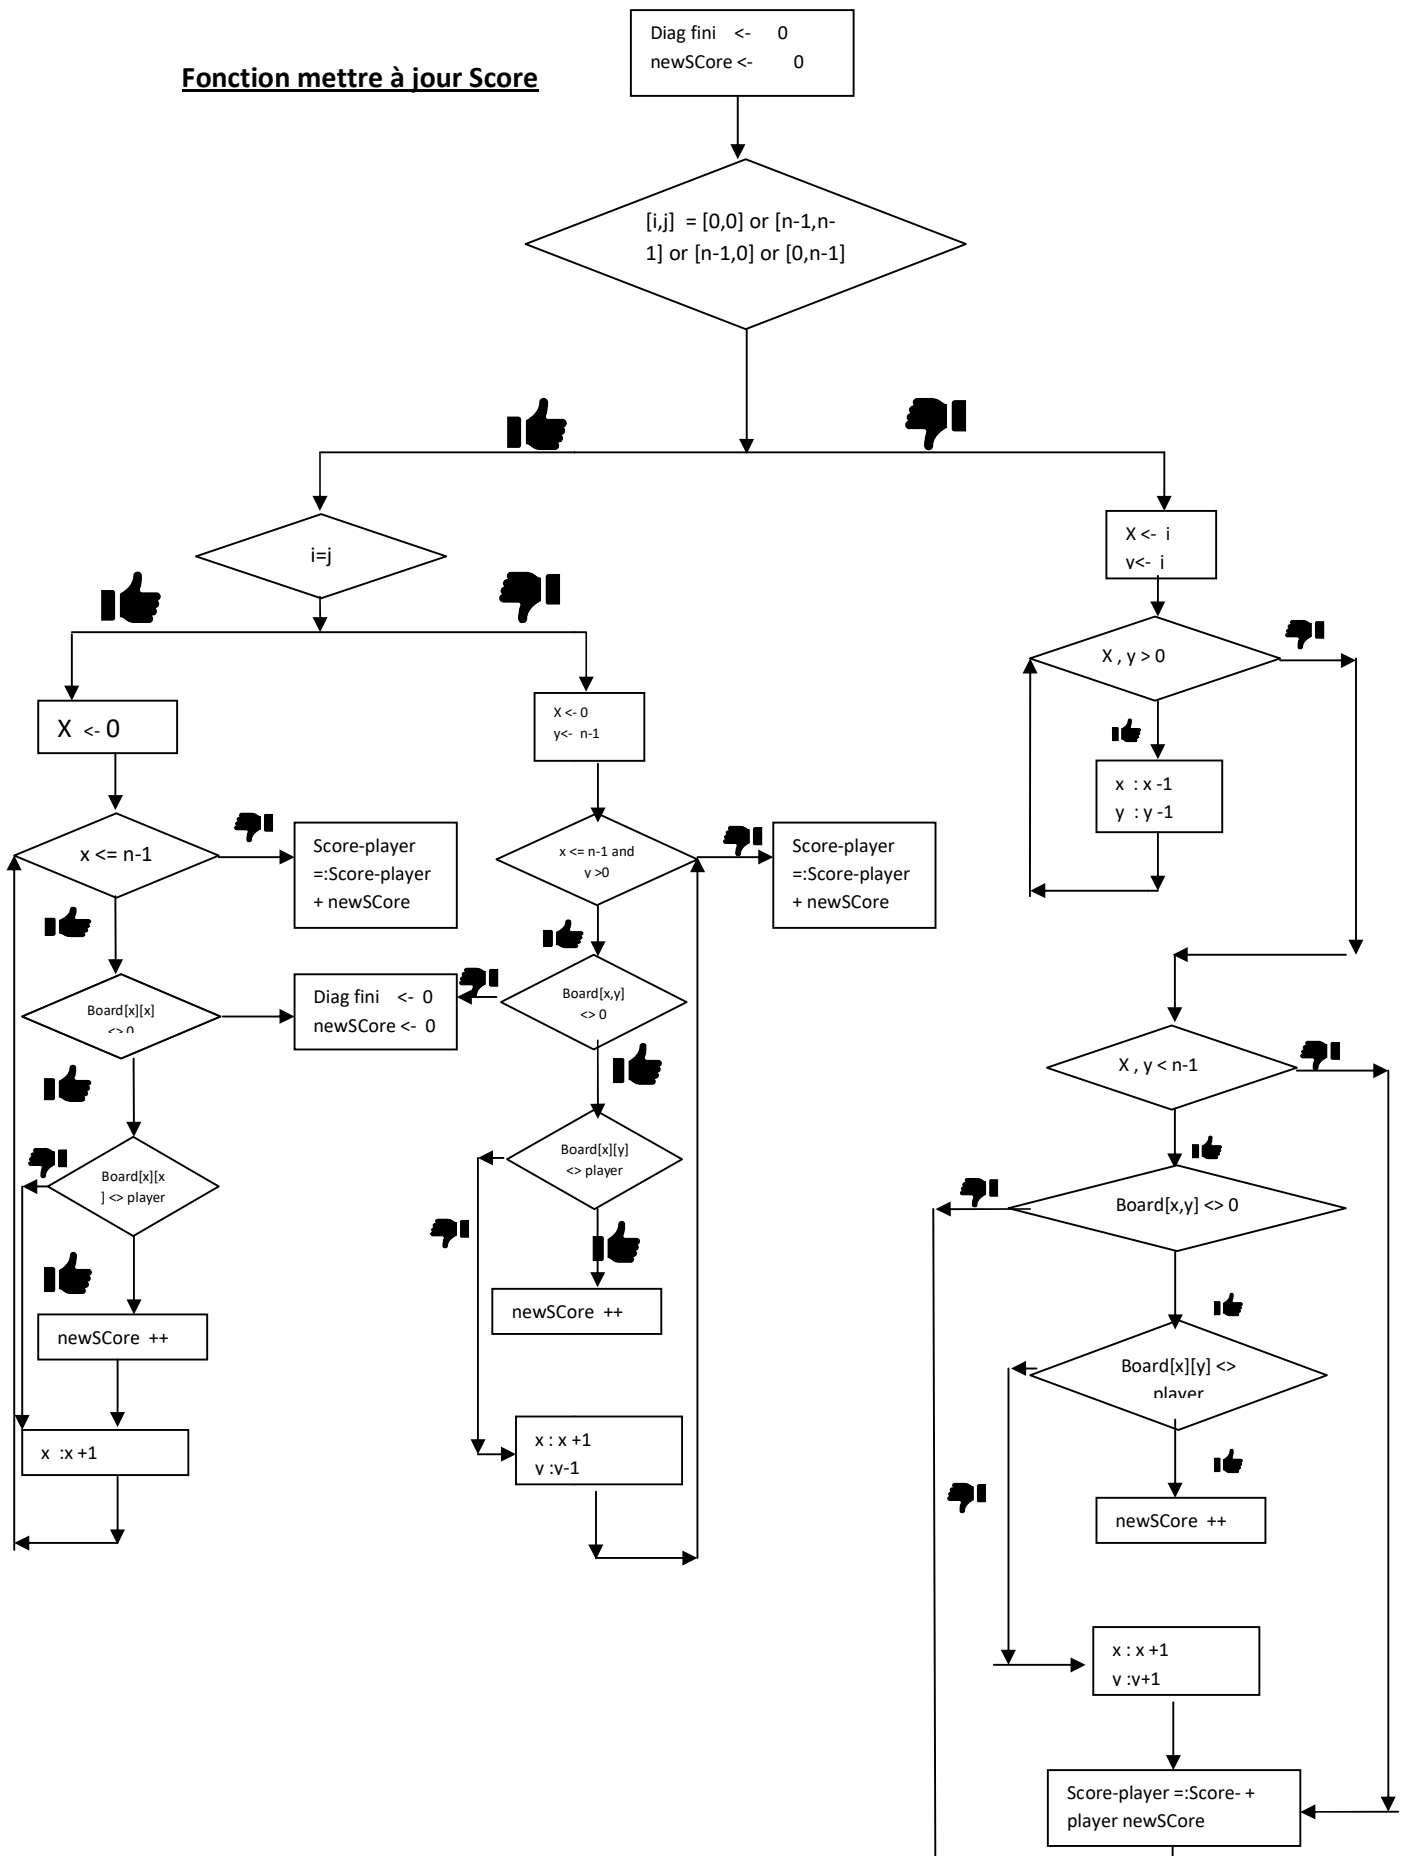 Diag fini <- 0
newSCore <- 0
Fonction mettre à jour Score
[i,j] = [0,0] or [n-1,n-
1] or [n-1,0] or [0,n-1]
i=j
X <- i
v<- i
X , y > 0
x : x -1
y : y -1
X <- 0
X <- 0
y<- n-1
x <= n-1
Score-player
=:Score-player
+ newSCore
x <= n-1 and
v >0
Score-player
=:Score-player
+ newSCore
Board[x][x]
<> 0
Diag fini <- 0
newSCore <- 0
Board[x,y]
<> 0
X , y < n-1
Board[x][x
] <> player
Board[x][y]
<> player
Board[x,y] <> 0
newSCore ++
newSCore ++
Board[x][y] <>
player
x :x +1
x : x +1
v :v-1
newSCore ++
x : x +1
v :v+1
Score-player =:Score- +
player newSCore